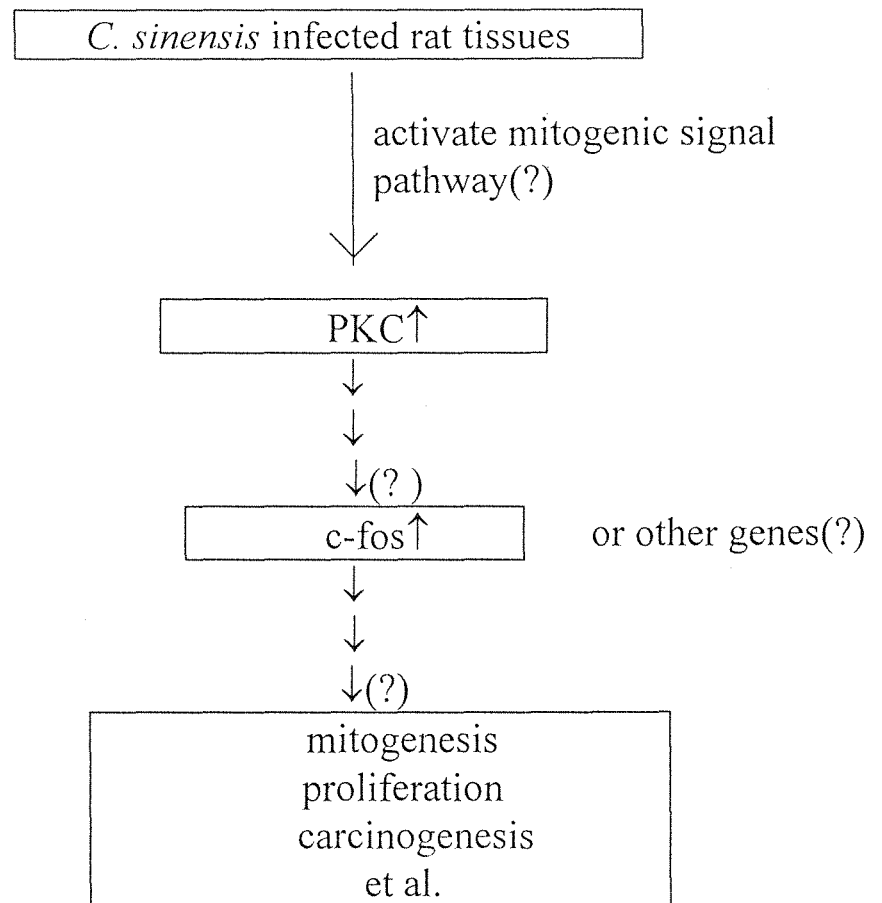 C. sinensis infected rat tissues
activate mitogenic signal
pathway(?)
PKC↑
↓
↓
↓(? )
c-fos↑ or other genes(?)
↓
↓
↓(?)
mitogenesis
proliferation
carcinogenesis
et al.